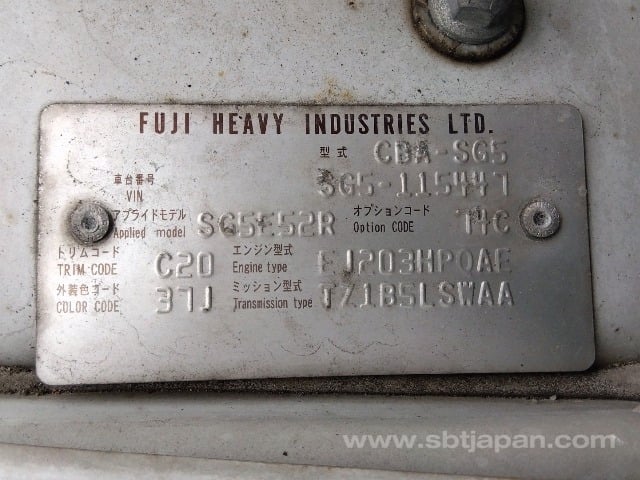 FUJI HEAVY INDUSTRIES LTD.
型式 CBA-SG5
車台番号 VIN SG5-115447
アプライドモデル Applied model SG5E52R オプションコード Option CODE T4C
トリムコード TRIM CODE C20 エンジン型式 Engine type EJ203HPQAE
外装色コード COLOR CODE 37J ミッション型式 Transmission type TZ1B5LSWAA
www.sbtjapan.com